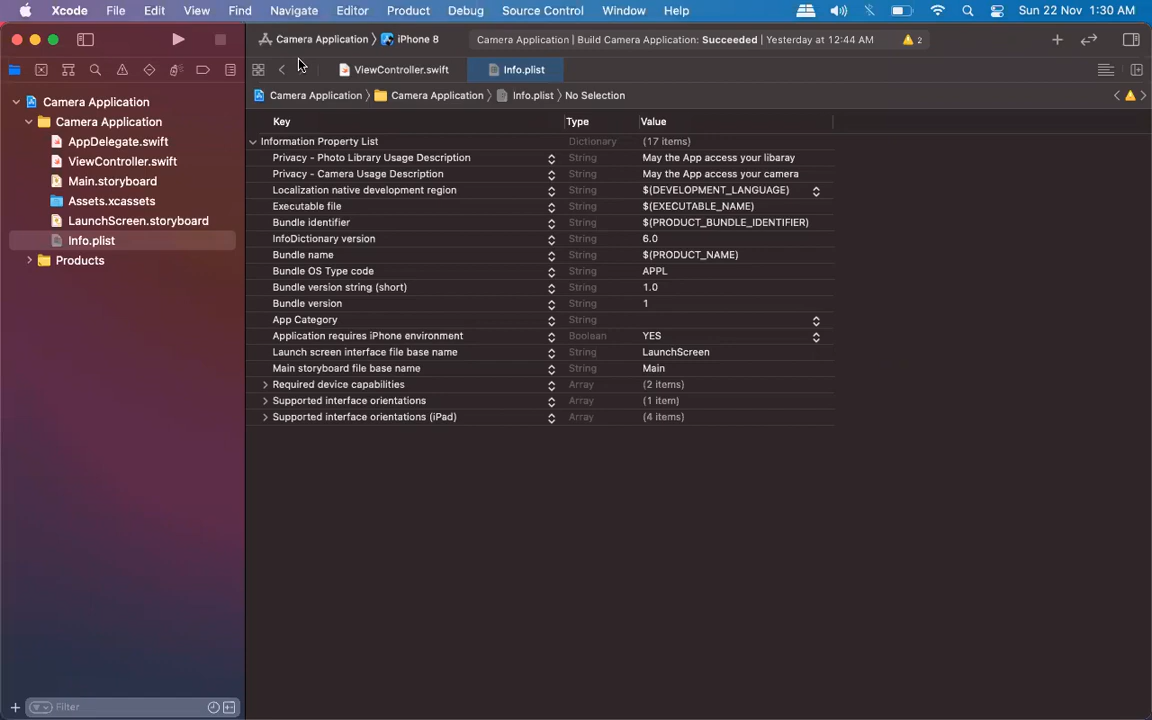 Xcode File Edit View Find Navigate Editor Product Debug Source Control Window Help Sun 22 Nov 1:30 AM
Camera Application › iPhone 8 Camera Application | Build Camera Application: Succeeded | Yesterday at 12:44 AM 2
ViewController.swift Info.plist
Camera Application › Camera Application › Info.plist › No Selection
Camera Application
Camera Application
AppDelegate.swift
ViewController.swift
Main.storyboard
Assets.xcassets
LaunchScreen.storyboard
Info.plist
Products
Filter
Key Type Value
Information Property List Dictionary (17 items)
Privacy - Photo Library Usage Description String May the App access your libaray
Privacy - Camera Usage Description String May the App access your camera
Localization native development region String $(DEVELOPMENT_LANGUAGE)
Executable file String $(EXECUTABLE_NAME)
Bundle identifier String $(PRODUCT_BUNDLE_IDENTIFIER)
InfoDictionary version String 6.0
Bundle name String $(PRODUCT_NAME)
Bundle OS Type code String APPL
Bundle version string (short) String 1.0
Bundle version String 1
App Category String
Application requires iPhone environment Boolean YES
Launch screen interface file base name String LaunchScreen
Main storyboard file base name String Main
Required device capabilities Array (2 items)
Supported interface orientations Array (1 item)
Supported interface orientations (iPad) Array (4 items)